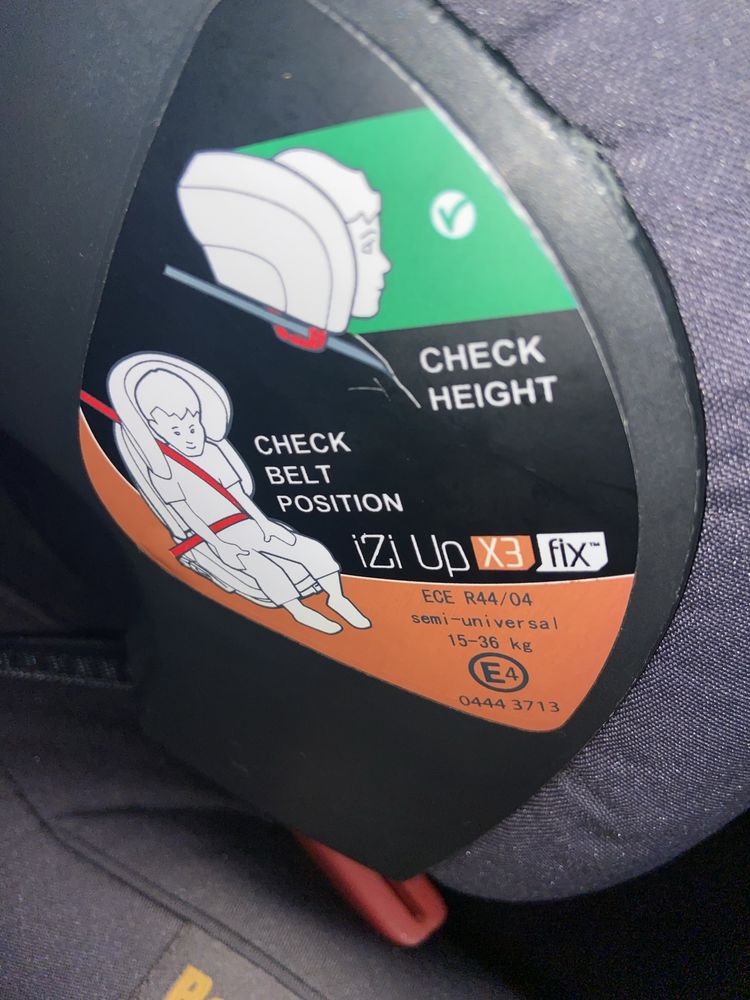 CHECK
HEIGHT
CHECK
BELT
POSITION
iZi Up X3 fix™
ECE R44/04
semi-universal
15-36 kg
E4
0444 3713